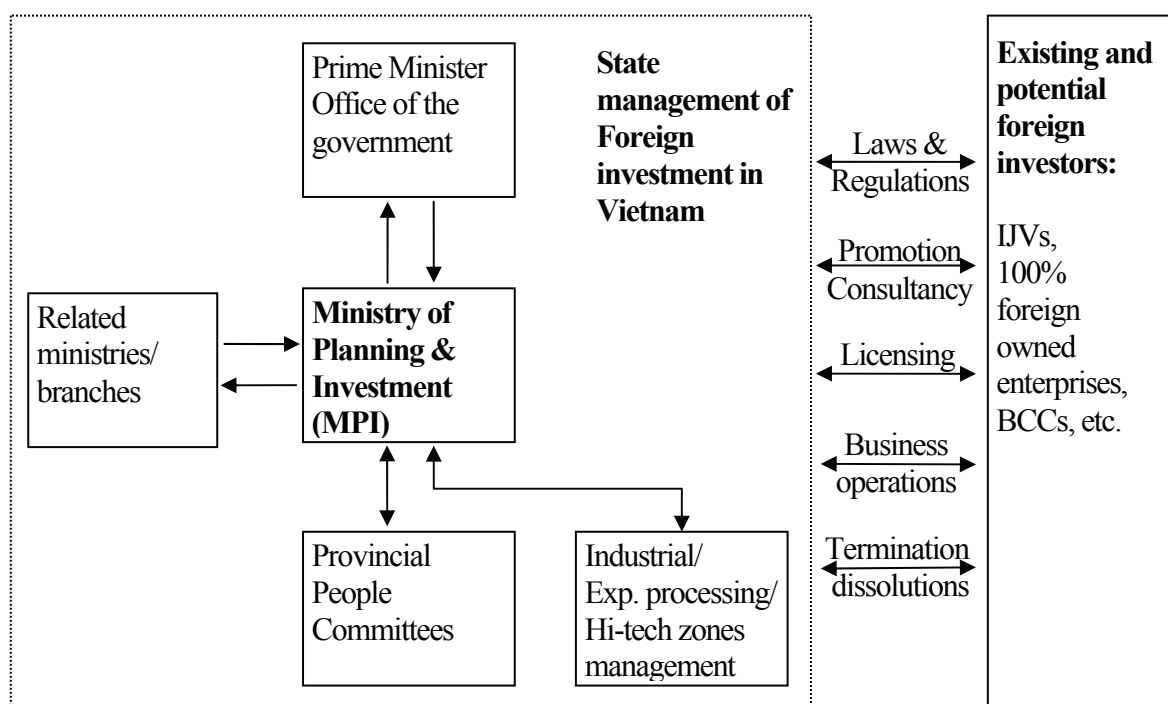 Prime Minister
Office of the
government
State
management of
Foreign
investment in
Vietnam
Related
ministries/
branches
Ministry of
Planning &
Investment
(MPI)
Provincial
People
Committees
Industrial/
Exp. processing/
Hi-tech zones
management
Laws &
Regulations
Promotion
Consultancy
Licensing
Business
operations
Termination
dissolutions
Existing and
potential
foreign
investors:
IJVs,
100%
foreign
owned
enterprises,
BCCs, etc.